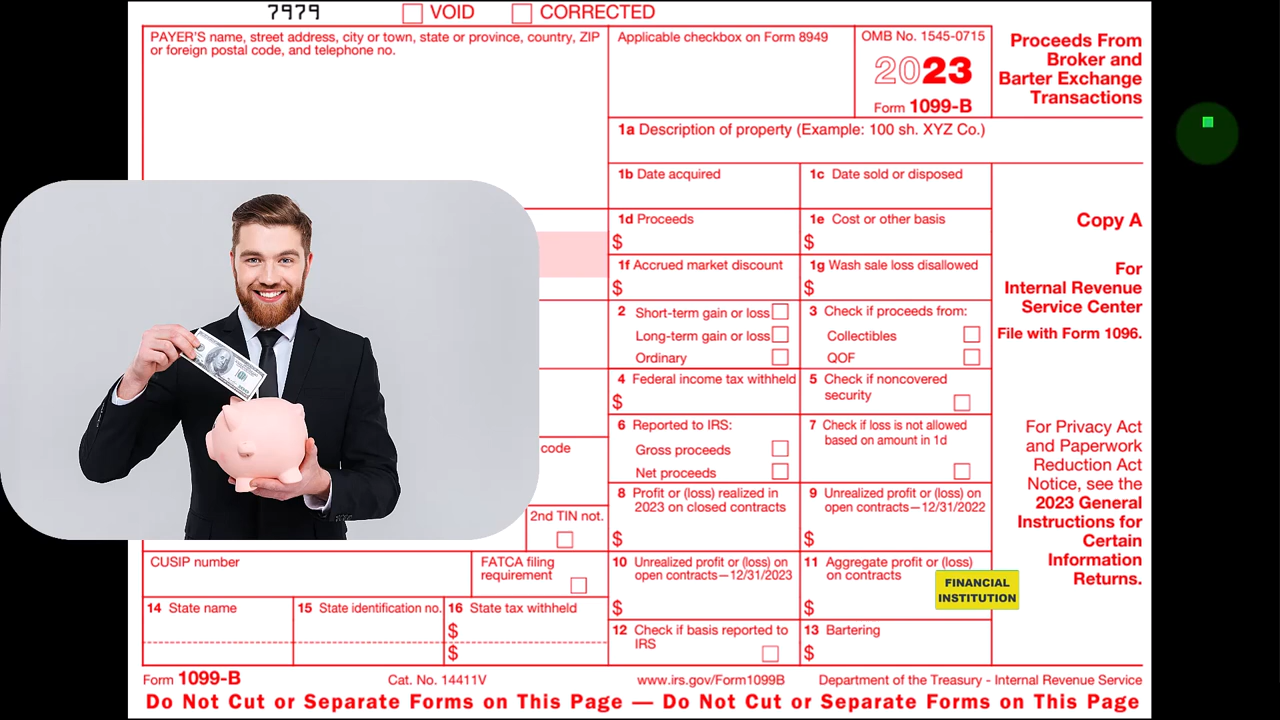 7979 VOID CORRECTED
PAYER'S name, street address, city or town, state or province, country, ZIP
or foreign postal code, and telephone no.
Applicable checkbox on Form 8949
OMB No. 1545-0715
2023
Form 1099-B
Proceeds From
Broker and
Barter Exchange
Transactions
1a Description of property (Example: 100 sh. XYZ Co.)
1b Date acquired
1c Date sold or disposed
1d Proceeds
$
1e Cost or other basis
$
Copy A
1f Accrued market discount
$
1g Wash sale loss disallowed
$
For
Internal Revenue
Service Center
File with Form 1096.
2 Short-term gain or loss
Long-term gain or loss
Ordinary
3 Check if proceeds from:
Collectibles
QOF
4 Federal income tax withheld
$
5 Check if noncovered
security
code
6 Reported to IRS:
Gross proceeds
Net proceeds
7 Check if loss is not allowed
based on amount in 1d
For Privacy Act
and Paperwork
Reduction Act
Notice, see the
2023 General
Instructions for
Certain
Information
Returns.
2nd TIN not.
8 Profit or (loss) realized in
2023 on closed contracts
$
9 Unrealized profit or (loss) on
open contracts—12/31/2022
$
CUSIP number
FATCA filing
requirement
10 Unrealized profit or (loss) on
open contracts—12/31/2023
$
11 Aggregate profit or (loss)
on contracts
$
FINANCIAL
INSTITUTION
14 State name
15 State identification no.
16 State tax withheld
$
$
12 Check if basis reported to
IRS
13 Bartering
$
Form 1099-B
Cat. No. 14411V
www.irs.gov/Form1099B
Department of the Treasury - Internal Revenue Service
Do Not Cut or Separate Forms on This Page — Do Not Cut or Separate Forms on This Page